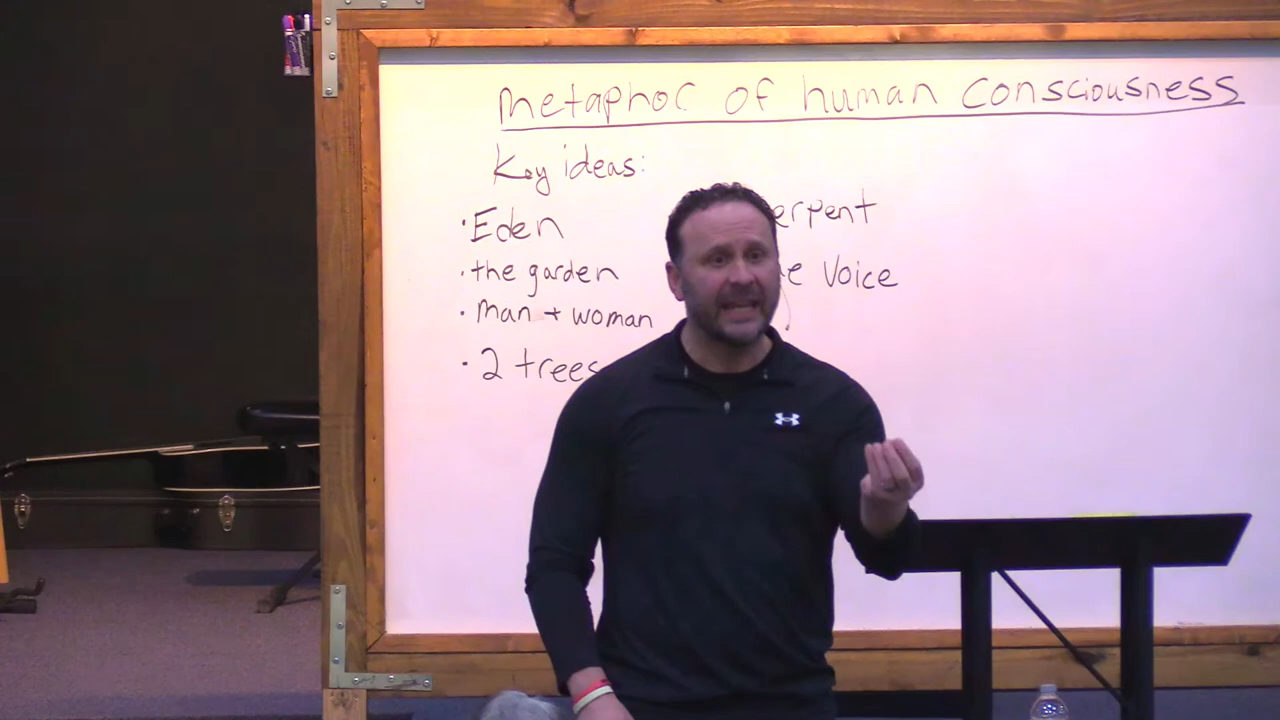 metaphor of human consciousness
Key ideas:
• Eden
• the garden
• man + woman
• 2 trees
erpent
e Voice